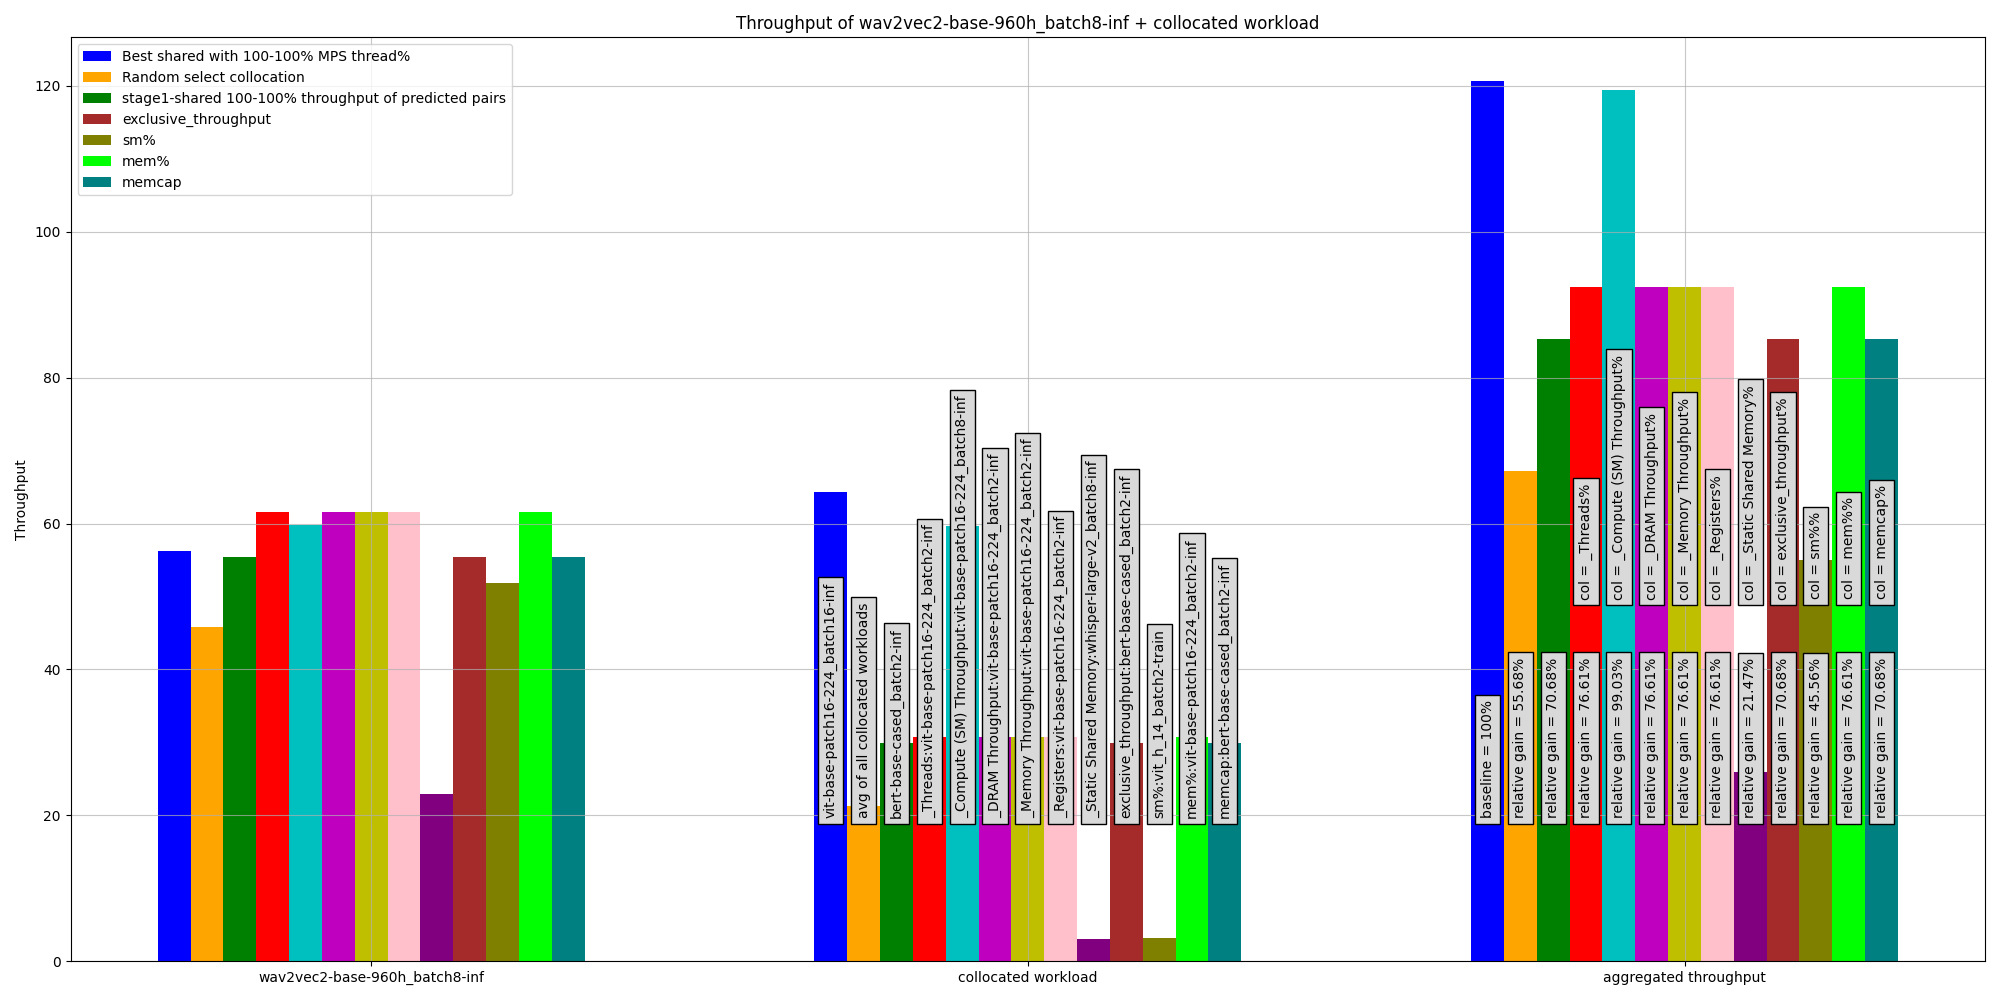 Throughput of wav2vec2-base-960h_batch8-inf + collocated workload
Best shared with 100-100% MPS thread%
Random select collocation
stage1-shared 100-100% throughput of predicted pairs
exclusive_throughput
sm%
mem%
memcap
Throughput
120
100
80
60
40
20
0
vit-base-patch16-224_batch16-inf
avg of all collocated workloads
bert-base-cased_batch2-inf
_Threads:vit-base-patch16-224_batch2-inf
_Compute (SM) Throughput:vit-base-patch16-224_batch8-inf
_DRAM Throughput:vit-base-patch16-224_batch2-inf
_Memory Throughput:vit-base-patch16-224_batch2-inf
_Registers:vit-base-patch16-224_batch2-inf
_Static Shared Memory:whisper-large-v2_batch8-inf
exclusive_throughput:bert-base-cased_batch2-inf
sm%:vit_h_14_batch2-train
mem%:vit-base-patch16-224_batch2-inf
memcap:bert-base-cased_batch2-inf
col = _Threads%
col = _Compute (SM) Throughput%
col = _DRAM Throughput%
col = _Memory Throughput%
col = _Registers%
col = _Static Shared Memory%
col = exclusive_throughput%
col = sm%%
col = mem%%
col = memcap%
baseline = 100%
relative gain = 55.68%
relative gain = 70.68%
relative gain = 76.61%
relative gain = 99.03%
relative gain = 76.61%
relative gain = 76.61%
relative gain = 76.61%
relative gain = 21.47%
relative gain = 70.68%
relative gain = 45.56%
relative gain = 76.61%
relative gain = 70.68%
wav2vec2-base-960h_batch8-inf
collocated workload
aggregated throughput